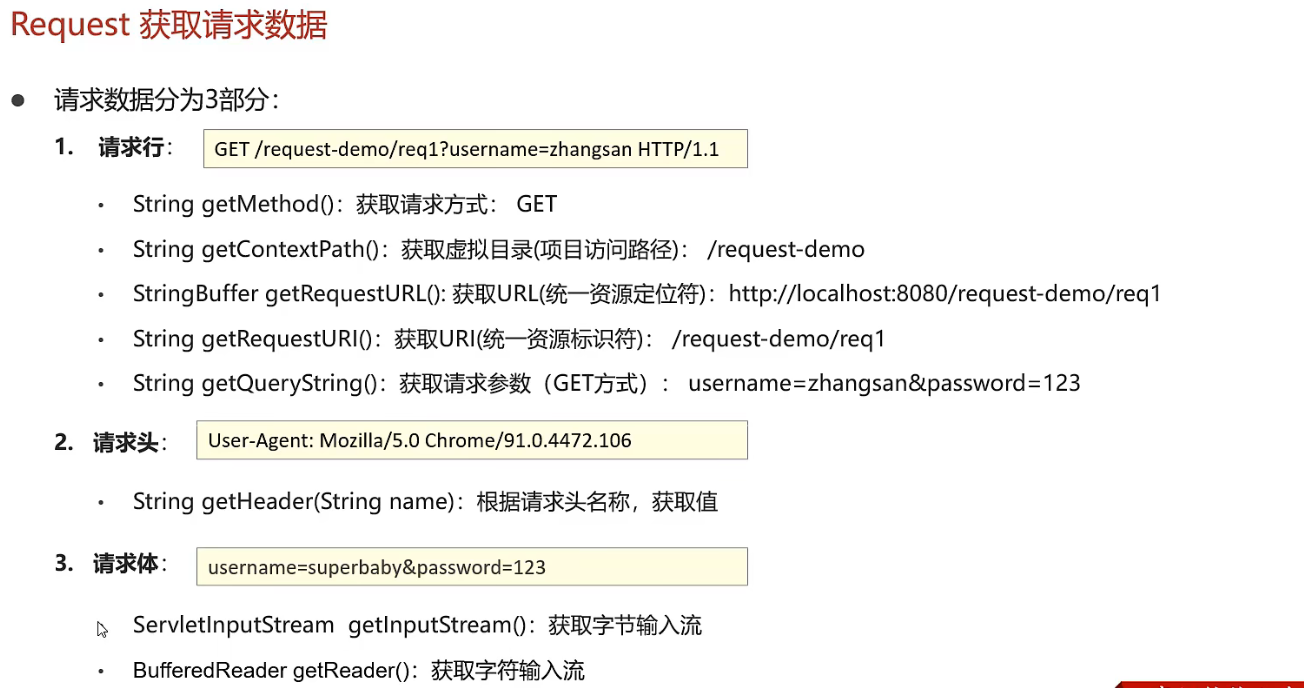 Request 获取请求数据
● 请求数据分为3部分：
1. 请求行： GET /request-demo/req1?username=zhangsan HTTP/1.1
• String getMethod()：获取请求方式： GET
• String getContextPath()：获取虚拟目录(项目访问路径)： /request-demo
• StringBuffer getRequestURL(): 获取URL(统一资源定位符)：http://localhost:8080/request-demo/req1
• String getRequestURI()：获取URI(统一资源标识符)： /request-demo/req1
• String getQueryString()：获取请求参数（GET方式）： username=zhangsan&password=123
2. 请求头： User-Agent: Mozilla/5.0 Chrome/91.0.4472.106
• String getHeader(String name)：根据请求头名称，获取值
3. 请求体： username=superbaby&password=123
ServletInputStream getInputStream()：获取字节输入流
• BufferedReader getReader()：获取字符输入流